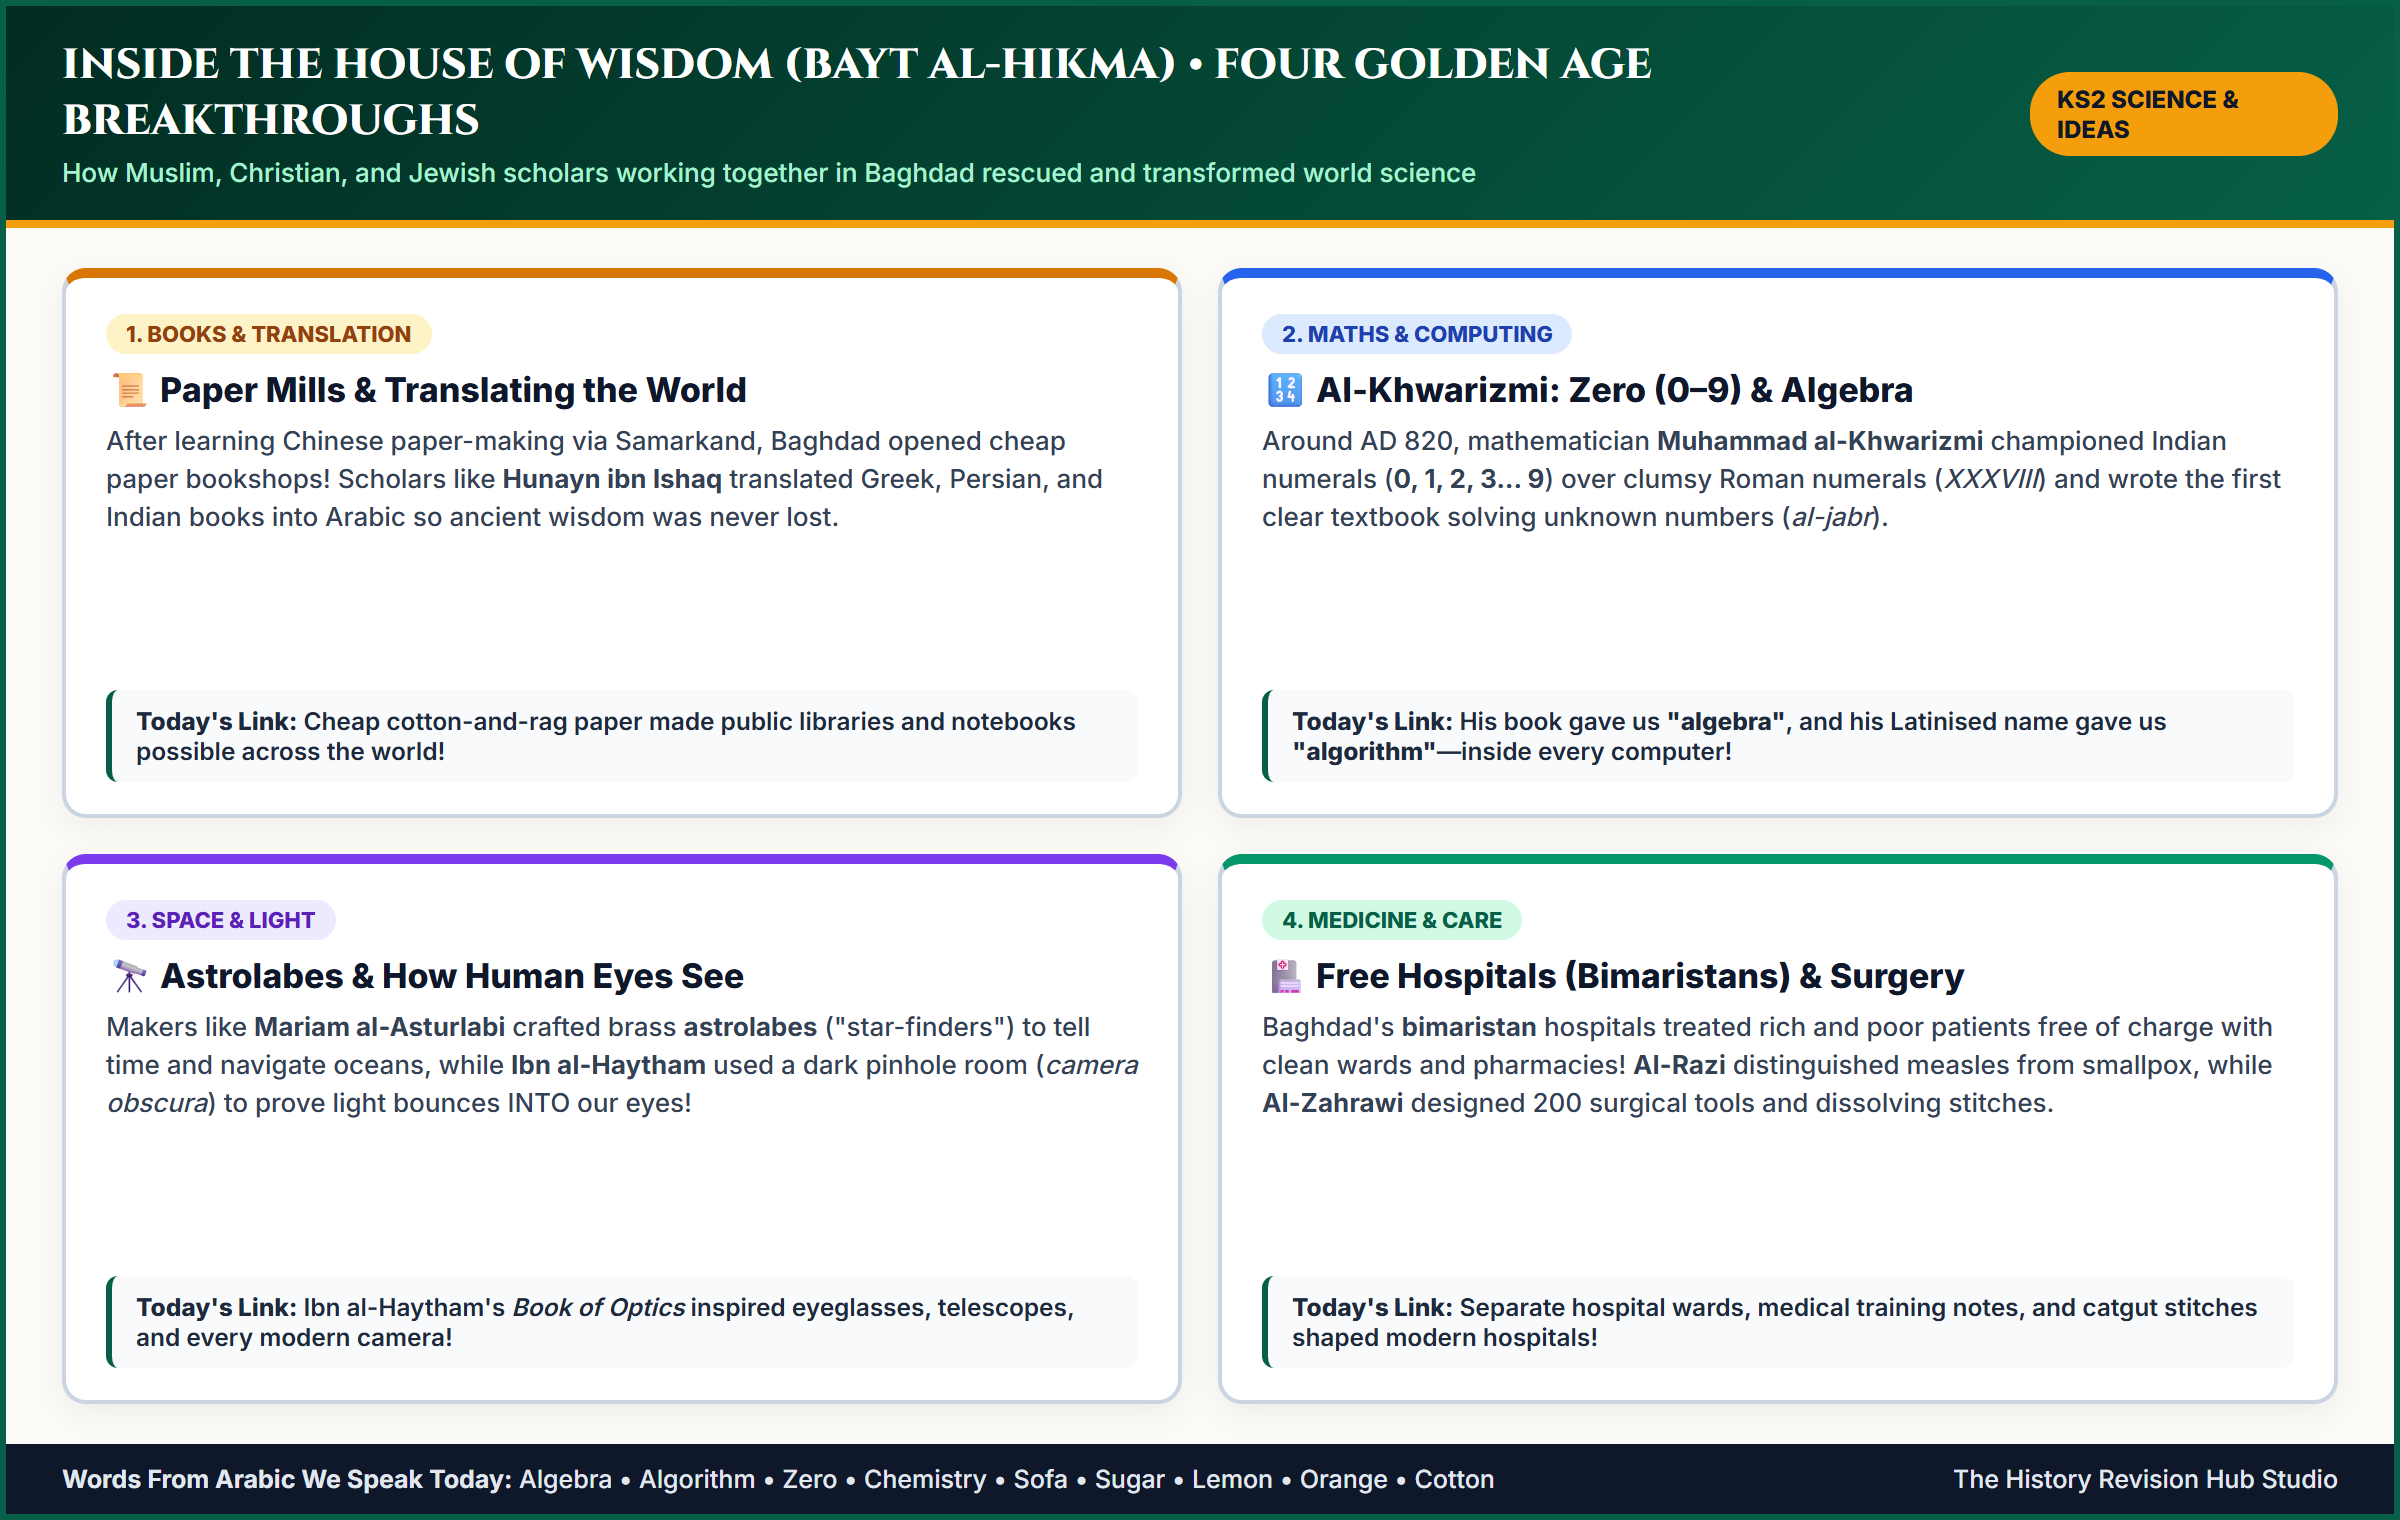 INSIDE THE HOUSE OF WISDOM (BAYT AL-HIKMA) • FOUR GOLDEN AGE
BREAKTHROUGHS
How Muslim, Christian, and Jewish scholars working together in Baghdad rescued and transformed world science
KS2 SCIENCE &
IDEAS
1. BOOKS & TRANSLATION
📜 Paper Mills & Translating the World
After learning Chinese paper-making via Samarkand, Baghdad opened cheap
paper bookshops! Scholars like Hunayn ibn Ishaq translated Greek, Persian, and
Indian books into Arabic so ancient wisdom was never lost.
Today's Link: Cheap cotton-and-rag paper made public libraries and notebooks
possible across the world!
2. MATHS & COMPUTING
🔢 Al-Khwarizmi: Zero (0–9) & Algebra
Around AD 820, mathematician Muhammad al-Khwarizmi championed Indian
numerals (0, 1, 2, 3... 9) over clumsy Roman numerals (XXXVIII) and wrote the first
clear textbook solving unknown numbers (al-jabr).
Today's Link: His book gave us "algebra", and his Latinised name gave us
"algorithm"—inside every computer!
3. SPACE & LIGHT
🔭 Astrolabes & How Human Eyes See
Makers like Mariam al-Asturlabi crafted brass astrolabes ("star-finders") to tell
time and navigate oceans, while Ibn al-Haytham used a dark pinhole room (camera
obscura) to prove light bounces INTO our eyes!
Today's Link: Ibn al-Haytham's Book of Optics inspired eyeglasses, telescopes,
and every modern camera!
4. MEDICINE & CARE
🏥 Free Hospitals (Bimaristans) & Surgery
Baghdad's bimaristan hospitals treated rich and poor patients free of charge with
clean wards and pharmacies! Al-Razi distinguished measles from smallpox, while
Al-Zahrawi designed 200 surgical tools and dissolving stitches.
Today's Link: Separate hospital wards, medical training notes, and catgut stitches
shaped modern hospitals!
Words From Arabic We Speak Today: Algebra • Algorithm • Zero • Chemistry • Sofa • Sugar • Lemon • Orange • Cotton
The History Revision Hub Studio